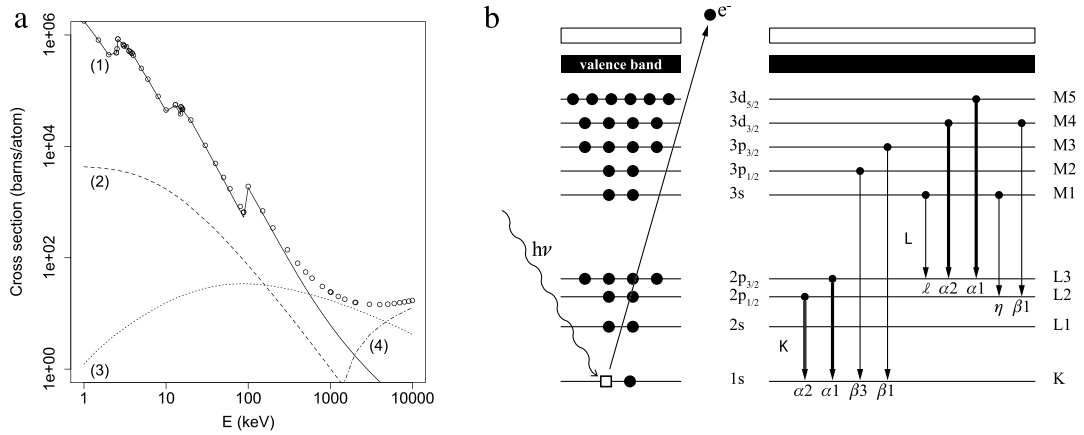 a
Cross section (barns/atom)
1e+06
1e+04
1e+02
1e+00
(1)
(2)
(3)
(4)
1 10 100 1000 10000
E (keV)
b
e-
valence band
hν
3d5/2 M5
3d3/2 M4
3p3/2 M3
3p1/2 M2
3s M1
L
2p3/2 L3
ℓ α2 α1
2p1/2 L2
η β1
2s L1
K
1s K
α2 α1 β3 β1